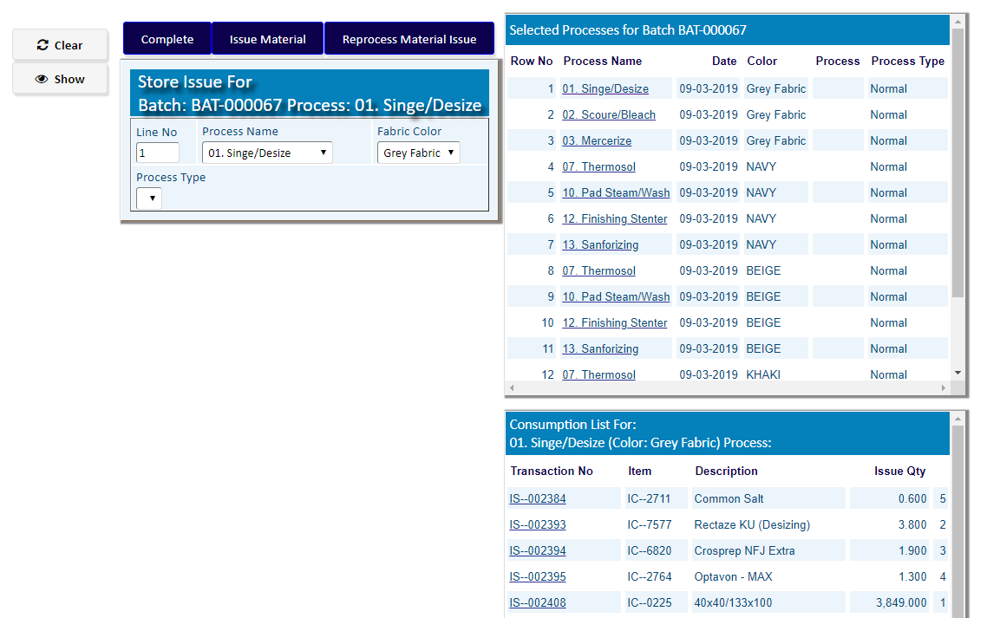 Clear
Show
Complete
Issue Material
Reprocess Material Issue
Store Issue For
Batch: BAT-000067 Process: 01. Singe/Desize
Line No Process Name Fabric Color
1 01. Singe/Desize Grey Fabric
Process Type
Selected Processes for Batch BAT-000067
Row No Process Name Date Color Process Process Type
1 01. Singe/Desize 09-03-2019 Grey Fabric Normal
2 02. Scoure/Bleach 09-03-2019 Grey Fabric Normal
3 03. Mercerize 09-03-2019 Grey Fabric Normal
4 07. Thermosol 09-03-2019 NAVY Normal
5 10. Pad Steam/Wash 09-03-2019 NAVY Normal
6 12. Finishing Stenter 09-03-2019 NAVY Normal
7 13. Sanforizing 09-03-2019 NAVY Normal
8 07. Thermosol 09-03-2019 BEIGE Normal
9 10. Pad Steam/Wash 09-03-2019 BEIGE Normal
10 12. Finishing Stenter 09-03-2019 BEIGE Normal
11 13. Sanforizing 09-03-2019 BEIGE Normal
12 07. Thermosol 09-03-2019 KHAKI Normal
Consumption List For:
01. Singe/Desize (Color: Grey Fabric) Process:
Transaction No Item Description Issue Qty
IS--002384 IC--2711 Common Salt 0.600 5
IS--002393 IC--7577 Rectaze KU (Desizing) 3.800 2
IS--002394 IC--6820 Crosprep NFJ Extra 1.900 3
IS--002395 IC--2764 Optavon - MAX 1.300 4
IS--002408 IC--0225 40x40/133x100 3,849.000 1